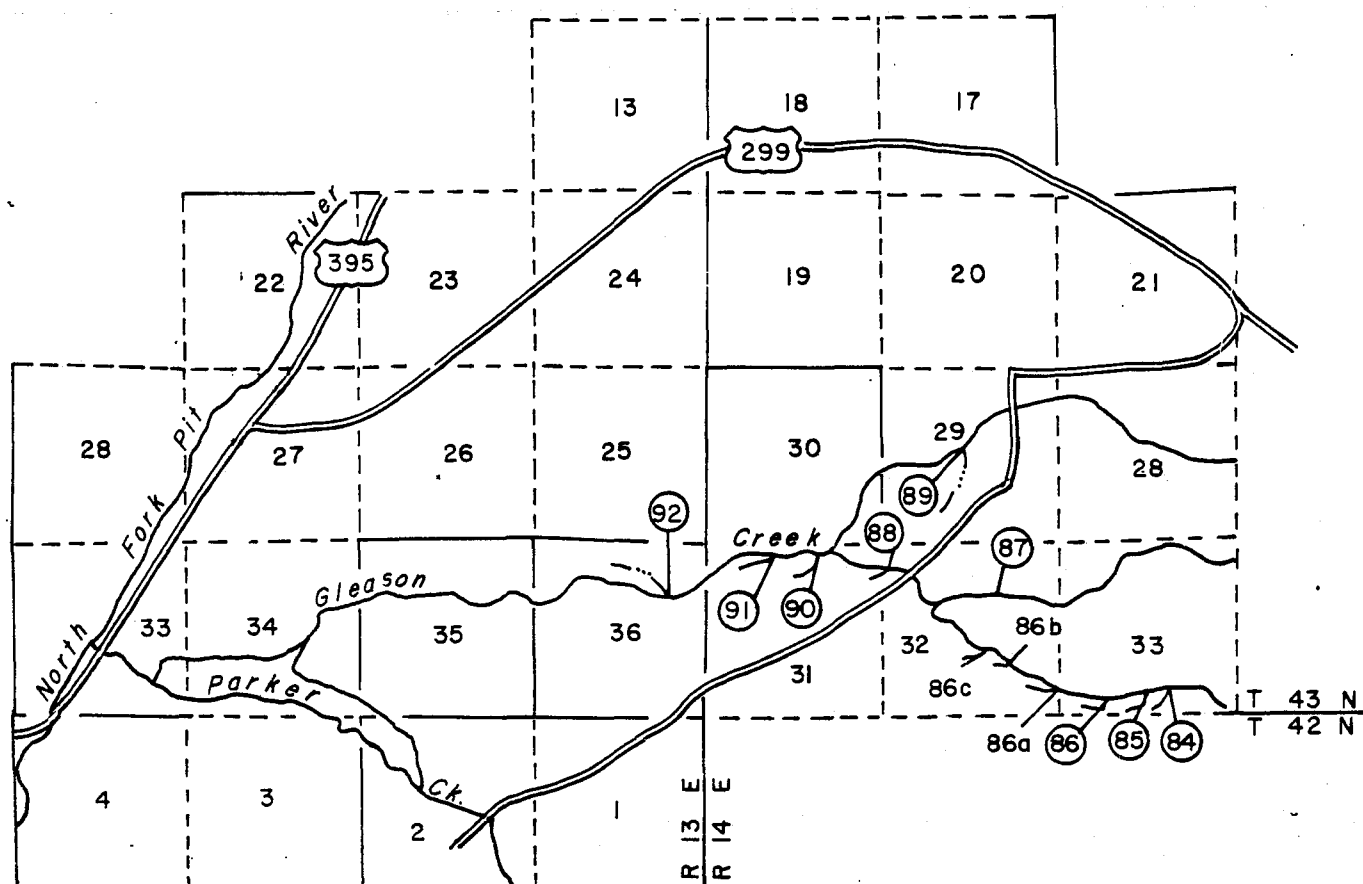 13 18 17
299
River
395
22 23 24 19 20 21
Pit
28 27 26 25 30 29 28
Fork
92 89
Creek 88 87
Gleason
91 90
North
33 34 35 36 31 32 86b 33
Parker
86c
86a 86 85 84
T 43 N
T 42 N
4 3 2 1
Ck.
R 13 E
R 14 E